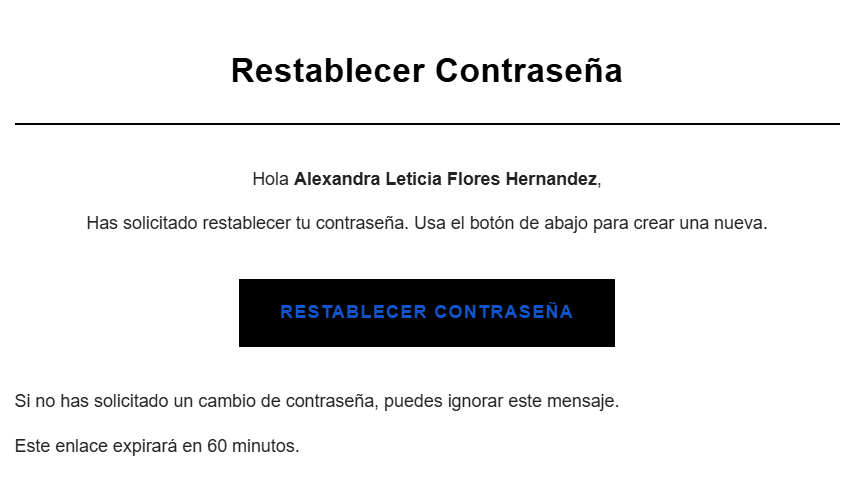 Restablecer Contraseña
Hola Alexandra Leticia Flores Hernandez,
Has solicitado restablecer tu contraseña. Usa el botón de abajo para crear una nueva.
RESTABLECER CONTRASEÑA
Si no has solicitado un cambio de contraseña, puedes ignorar este mensaje.
Este enlace expirará en 60 minutos.